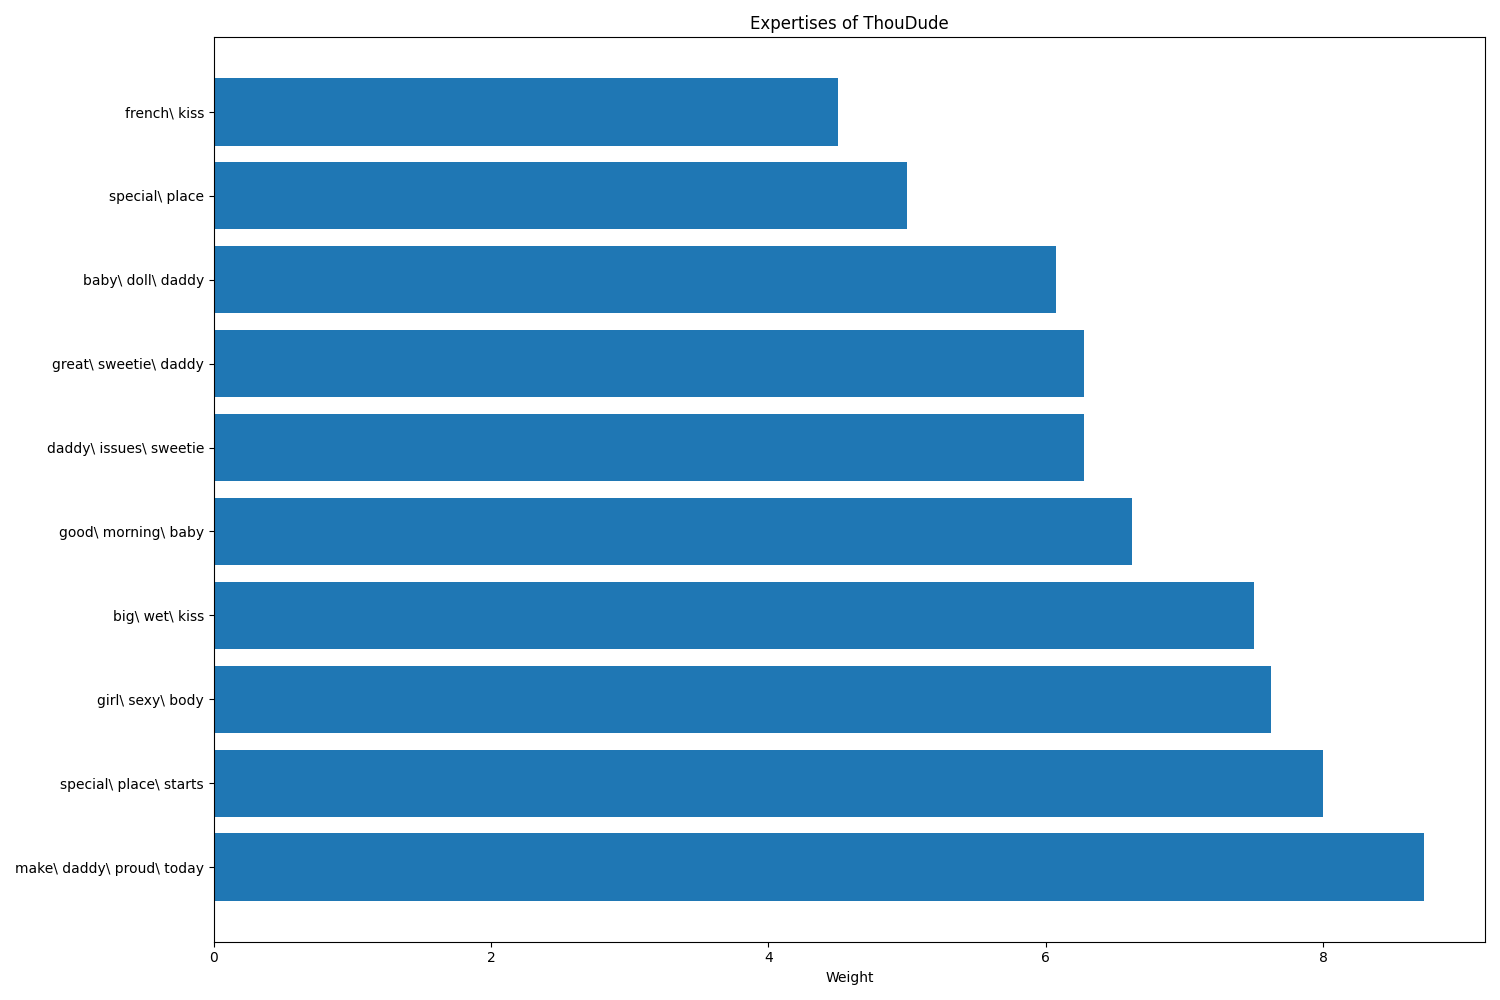 Expertises of ThouDude
french\ kiss
special\ place
baby\ doll\ daddy
great\ sweetie\ daddy
daddy\ issues\ sweetie
good\ morning\ baby
big\ wet\ kiss
girl\ sexy\ body
special\ place\ starts
make\ daddy\ proud\ today
0 2 4 6 8
Weight